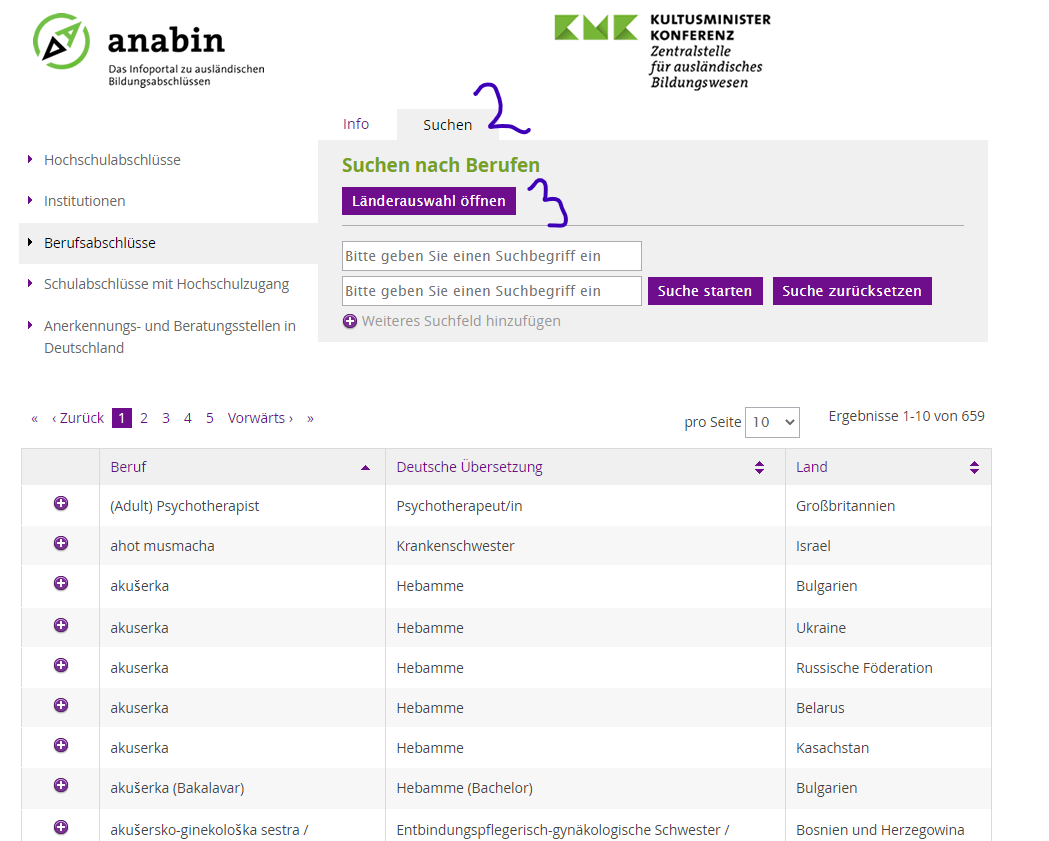 anabin
Das Infoportal zu ausländischen
Bildungsabschlüssen
KMK
KULTUSMINISTER
KONFERENZ
Zentralstelle
für ausländisches
Bildungswesen
Info
Suchen
2
Hochschulabschlüsse
Institutionen
Berufsabschlüsse
Schulabschlüsse mit Hochschulzugang
Anerkennungs- und Beratungsstellen in
Deutschland
Suchen nach Berufen
Länderauswahl öffnen
3
Bitte geben Sie einen Suchbegriff ein
Bitte geben Sie einen Suchbegriff ein
Suche starten
Suche zurücksetzen
Weiteres Suchfeld hinzufügen
« ‹ Zurück 1 2 3 4 5 Vorwärts › »
pro Seite 10
Ergebnisse 1-10 von 659
Beruf Deutsche Übersetzung Land
(Adult) Psychotherapist Psychotherapeut/in Großbritannien
ahot musmacha Krankenschwester Israel
akušerka Hebamme Bulgarien
akuserka Hebamme Ukraine
akuserka Hebamme Russische Föderation
akuserka Hebamme Belarus
akuserka Hebamme Kasachstan
akušerka (Bakalavar) Hebamme (Bachelor) Bulgarien
akušersko-ginekološka sestra / Entbindungspflegerisch-gynäkologische Schwester / Bosnien und Herzegowina